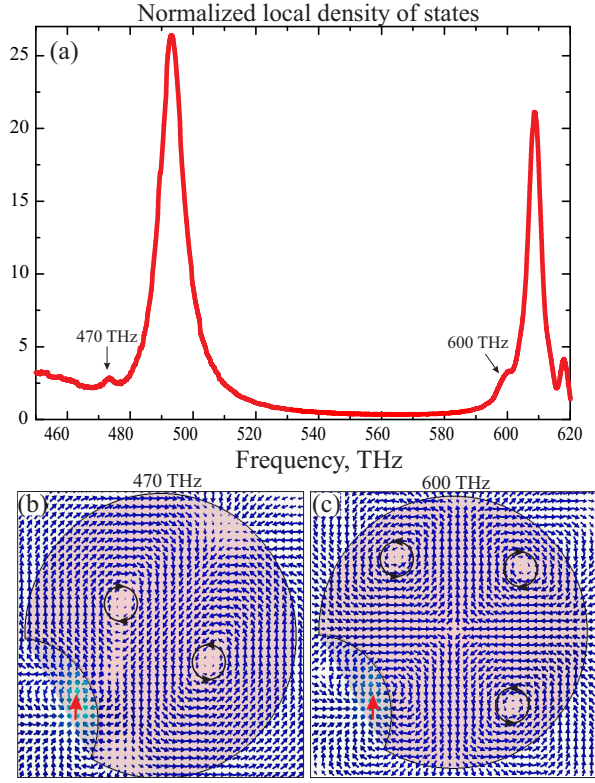 Normalized local density of states
(a)
25
20
15
10
5
0
470 THz
600 THz
460 480 500 520 540 560 580 600 620
Frequency, THz
470 THz
600 THz
(b)
(c)